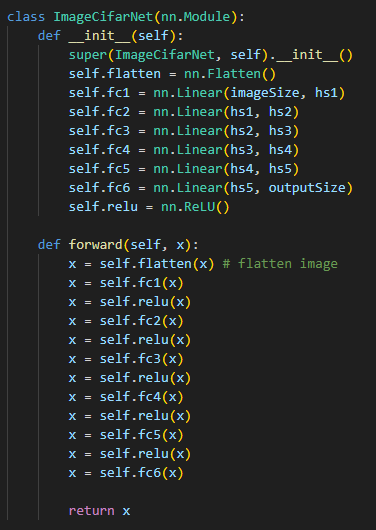 class ImageCifarNet(nn.Module):
    def __init__(self):
        super(ImageCifarNet, self).__init__()
        self.flatten = nn.Flatten()
        self.fc1 = nn.Linear(imageSize, hs1)
        self.fc2 = nn.Linear(hs1, hs2)
        self.fc3 = nn.Linear(hs2, hs3)
        self.fc4 = nn.Linear(hs3, hs4)
        self.fc5 = nn.Linear(hs4, hs5)
        self.fc6 = nn.Linear(hs5, outputSize)
        self.relu = nn.ReLU()

    def forward(self, x):
        x = self.flatten(x) # flatten image
        x = self.fc1(x)
        x = self.relu(x)
        x = self.fc2(x)
        x = self.relu(x)
        x = self.fc3(x)
        x = self.relu(x)
        x = self.fc4(x)
        x = self.relu(x)
        x = self.fc5(x)
        x = self.relu(x)
        x = self.fc6(x)

        return x